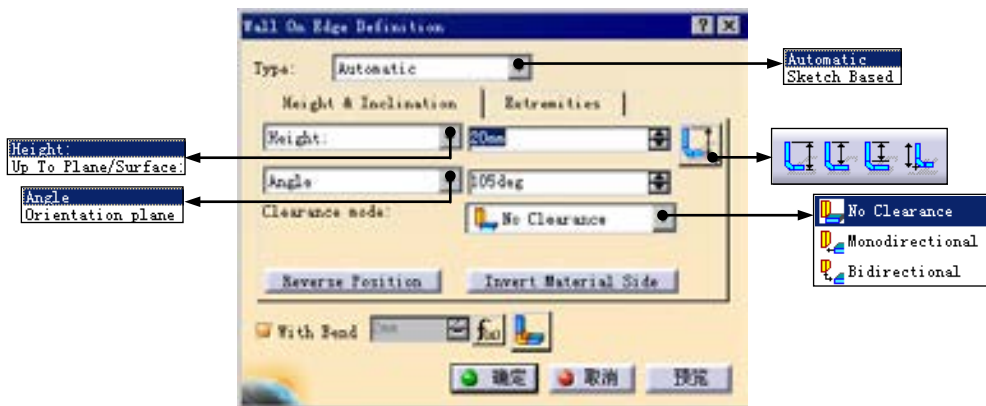 Wall On Edge Definition
Type: Automatic
Automatic
Sketch Based
Height & Inclination Extremities
Height: 20mm
Height:
Up To Plane/Surface:
Angle 105deg
Angle
Orientation plane
Clearance mode: No Clearance
No Clearance
Monodirectional
Bidirectional
Reverse Position Invert Material Side
With Bend f(x)
确定 取消 预览